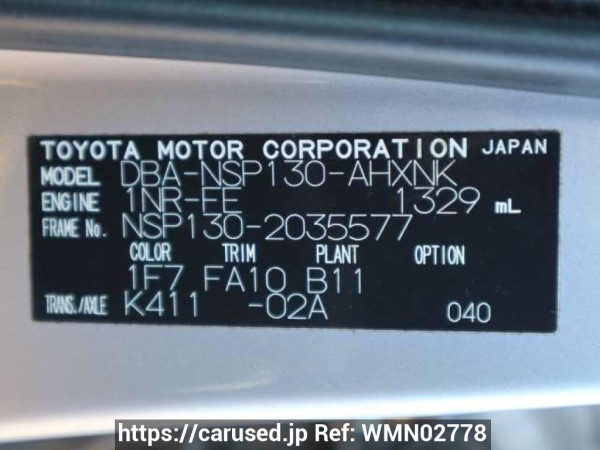 TOYOTA MOTOR CORPORATION JAPAN
MODEL DBA-NSP130-AHXNK
ENGINE 1NR-FE 1329 mL
FRAME No. NSP130-2035577
COLOR TRIM PLANT OPTION
1F7 FA10 B11
TRANS./AXLE K411 -02A 040
https://carused.jp Ref: WMN02778